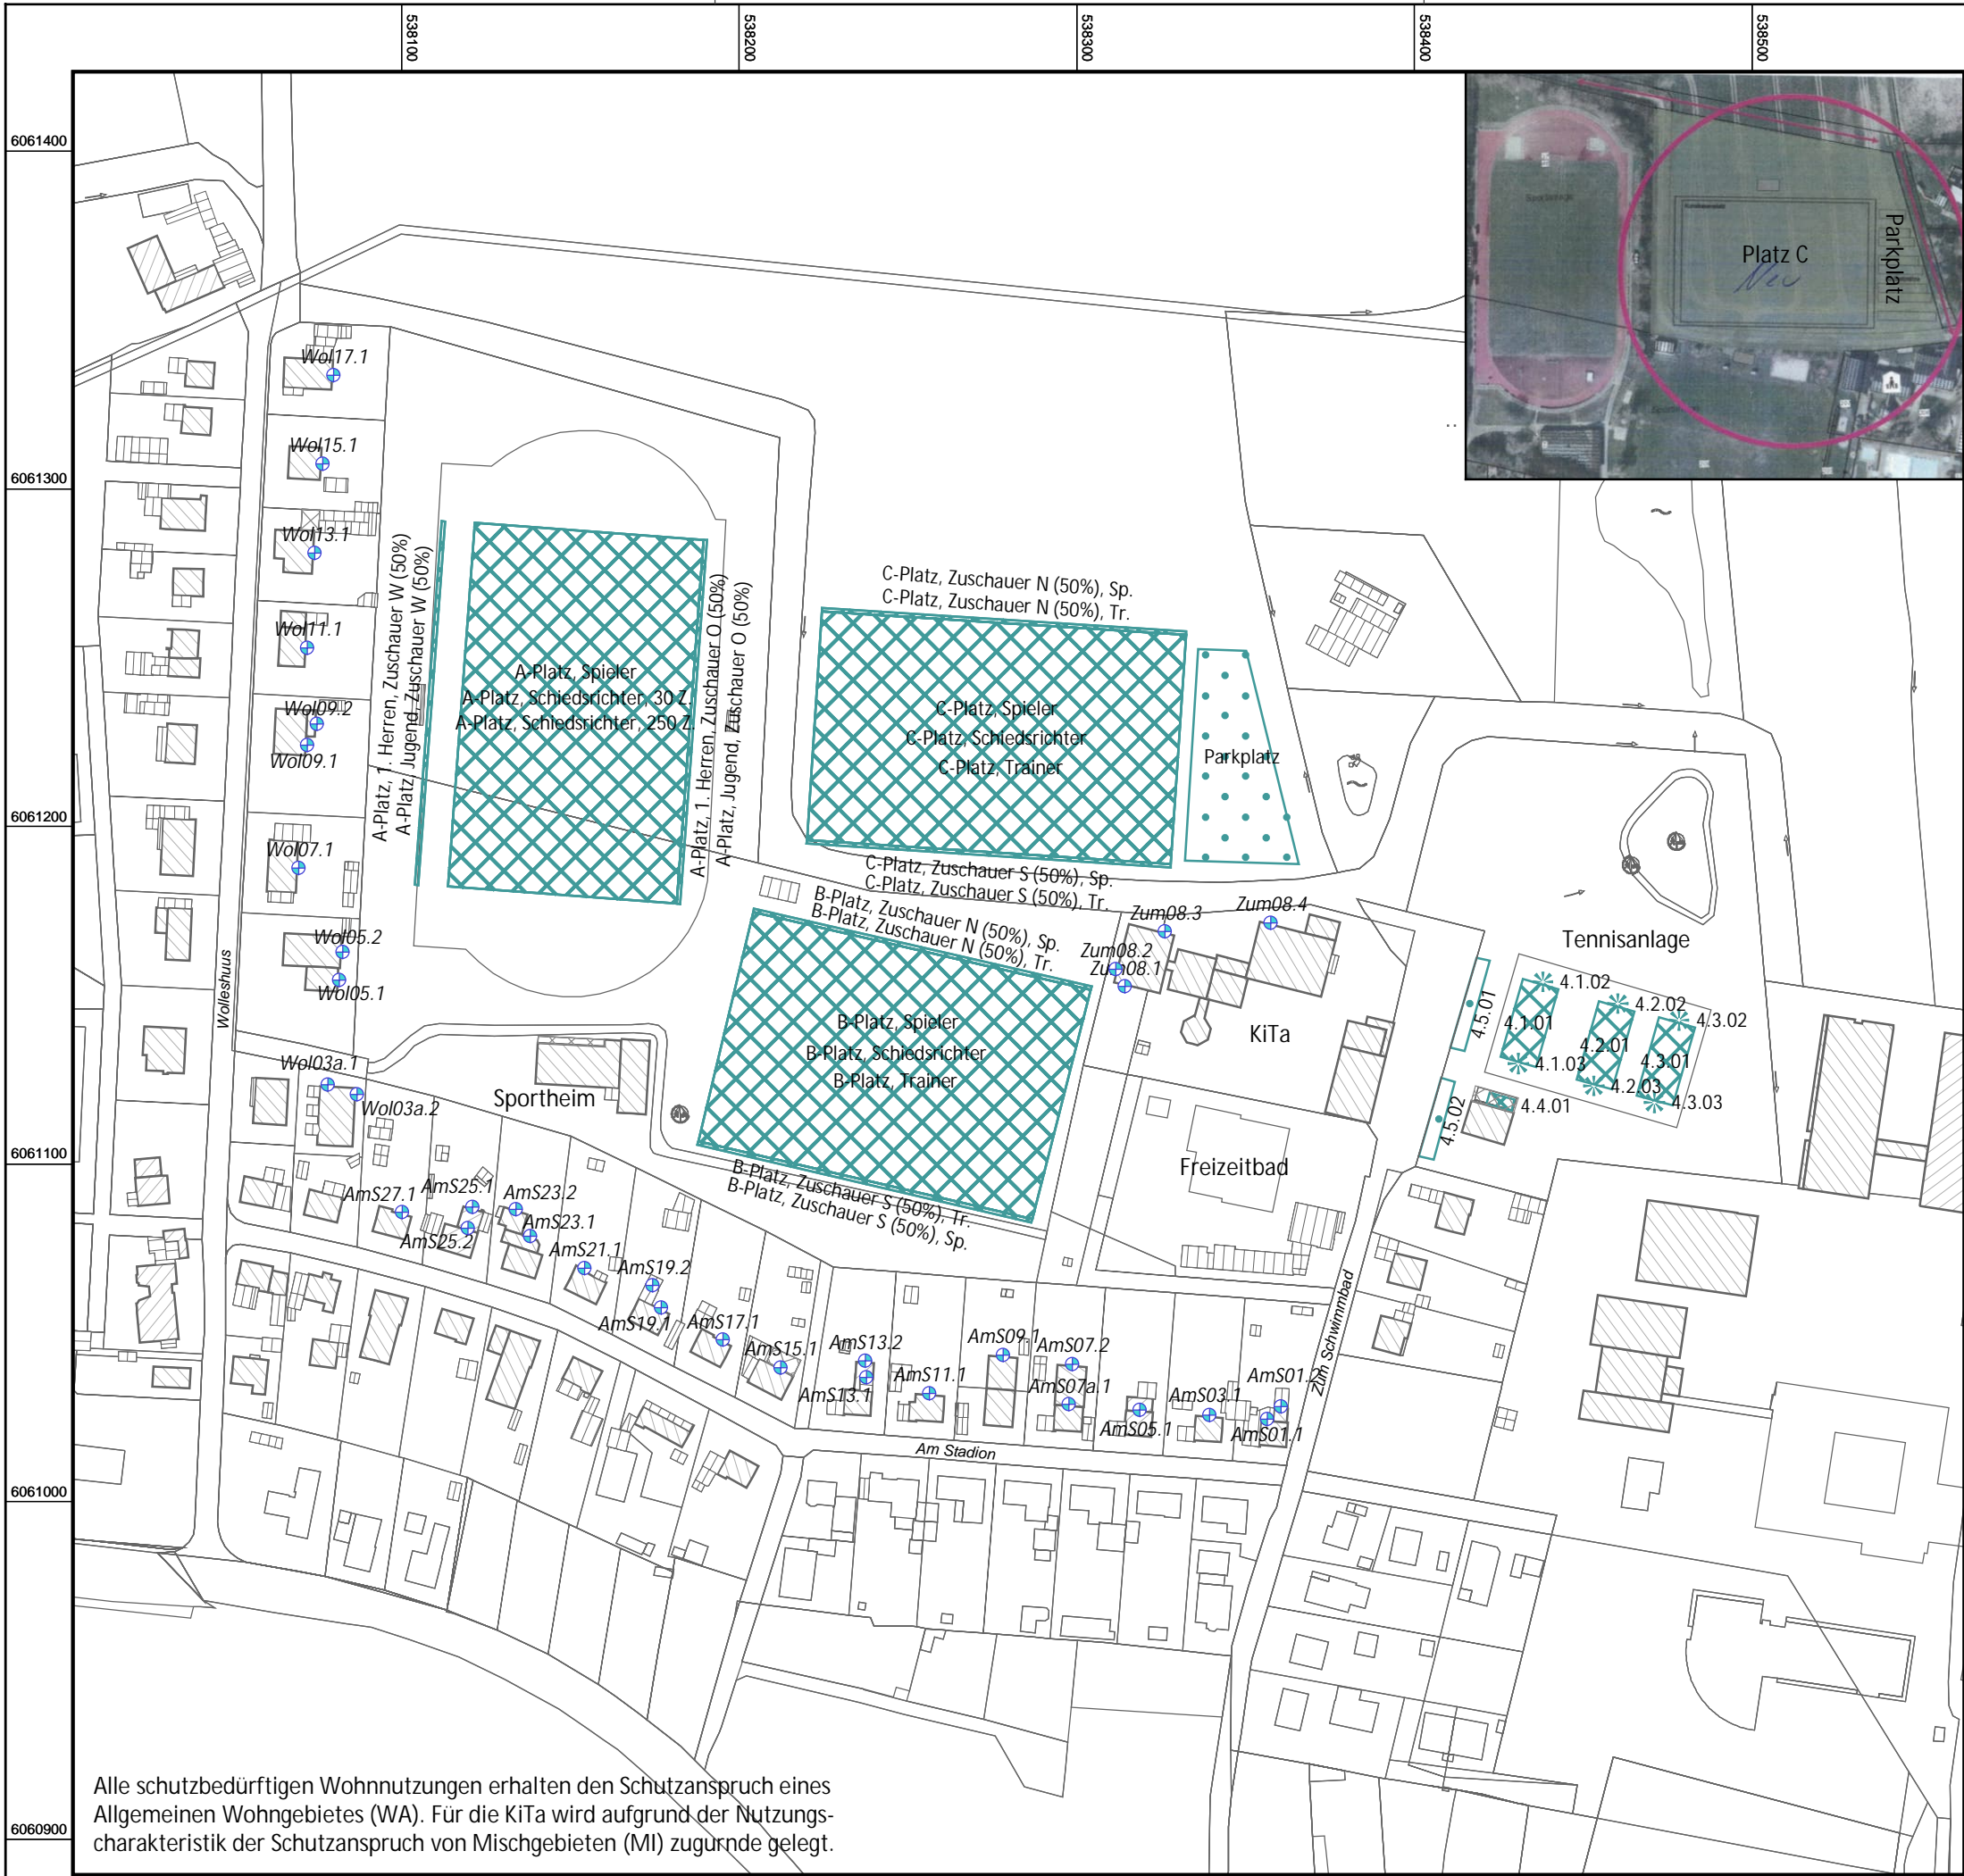 538100
538200
538300
538400
538500
6061400
6061300
6061200
6061100
6061000
6060900
Platz C
Neu
Parkplatz
Wol17.1
Wol15.1
Wol13.1
Wol11.1
Wol09.2
Wol09.1
Wol07.1
Wol05.2
Wol05.1
Wol03a.1
Wol03a.2
Wolleshuus
A-Platz, 1. Herren, Zuschauer W (50%)
A-Platz, Jugend, Zuschauer W (50%)
A-Platz, Spieler
A-Platz, Schiedsrichter, 30 Z.
A-Platz, Schiedsrichter, 250 Z.
A-Platz, 1. Herren, Zuschauer O (50%)
A-Platz, Jugend, Zuschauer O (50%)
C-Platz, Zuschauer N (50%), Sp.
C-Platz, Zuschauer N (50%), Tr.
C-Platz, Spieler
C-Platz, Schiedsrichter
C-Platz, Trainer
Parkplatz
C-Platz, Zuschauer S (50%), Sp.
C-Platz, Zuschauer S (50%), Tr.
B-Platz, Zuschauer N (50%), Sp.
B-Platz, Zuschauer N (50%), Tr.
B-Platz, Spieler
B-Platz, Schiedsrichter
B-Platz, Trainer
B-Platz, Zuschauer S (50%), Tr.
B-Platz, Zuschauer S (50%), Sp.
Zum08.3
Zum08.4
Zum08.2
Zum08.1
KiTa
Tennisanlage
4.1.02
4.2.02
4.3.02
4.5.01
4.1.01
4.2.01
4.3.01
4.1.03
4.2.03
4.3.03
4.4.01
4.5.02
Sportheim
Freizeitbad
AmS27.1
AmS25.1
AmS25.2
AmS23.2
AmS23.1
AmS21.1
AmS19.2
AmS19.1
AmS17.1
AmS15.1
AmS13.2
AmS13.1
AmS11.1
AmS09.1
AmS07.2
AmS07a.1
AmS05.1
AmS03.1
AmS01.2
AmS01.1
Zum Schwimmbad
Am Stadion
Alle schutzbedürftigen Wohnnutzungen erhalten den Schutzanspruch eines
Allgemeinen Wohngebietes (WA). Für die KiTa wird aufgrund der Nutzungs-
charakteristik der Schutzanspruch von Mischgebieten (MI) zugurnde gelegt.